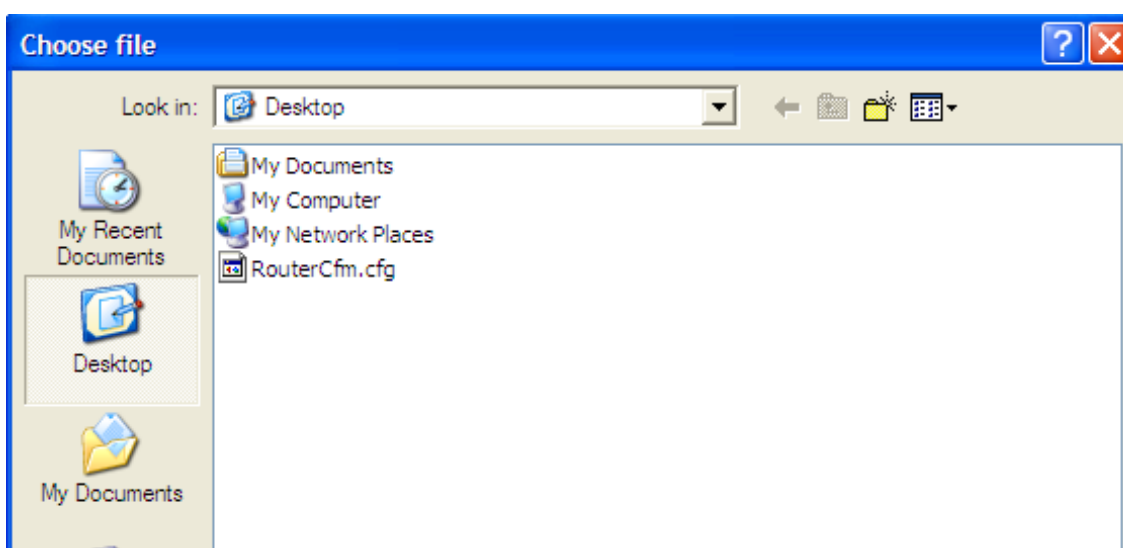 Choose file
Look in:
Desktop
My Documents
My Computer
My Network Places
RouterCfm.cfg
My Recent
Documents
Desktop
My Documents